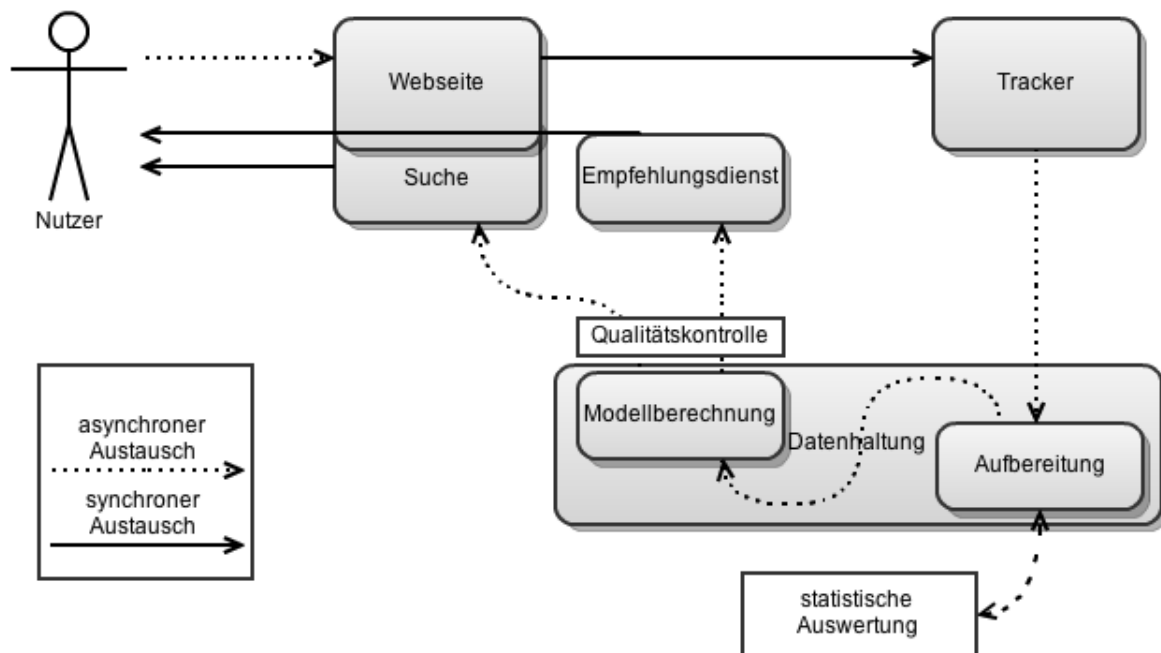 Webseite
Tracker
Suche
Empfehlungsdienst
Nutzer
Qualitätskontrolle
Modellberechnung
Datenhaltung
Aufbereitung
asynchroner
Austausch
synchroner
Austausch
statistische
Auswertung